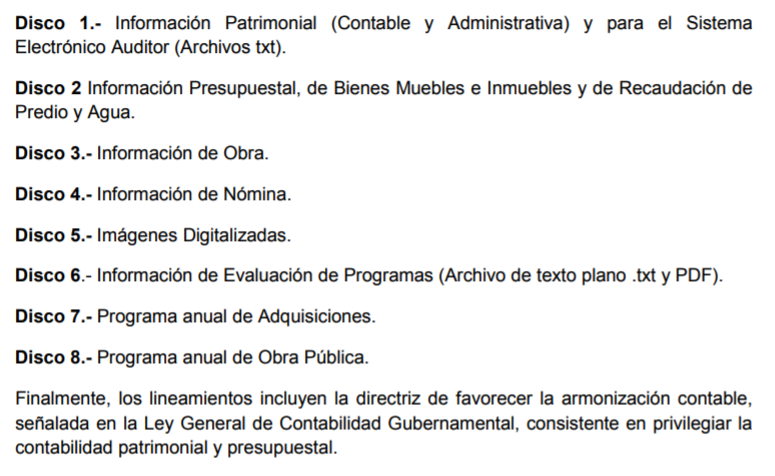 Disco 1.- Información Patrimonial (Contable y Administrativa) y para el Sistema
Electrónico Auditor (Archivos txt).
Disco 2 Información Presupuestal, de Bienes Muebles e Inmuebles y de Recaudación de
Predio y Agua.
Disco 3.- Información de Obra.
Disco 4.- Información de Nómina.
Disco 5.- Imágenes Digitalizadas.
Disco 6.- Información de Evaluación de Programas (Archivo de texto plano .txt y PDF).
Disco 7.- Programa anual de Adquisiciones.
Disco 8.- Programa anual de Obra Pública.
Finalmente, los lineamientos incluyen la directriz de favorecer la armonización contable,
señalada en la Ley General de Contabilidad Gubernamental, consistente en privilegiar la
contabilidad patrimonial y presupuestal.